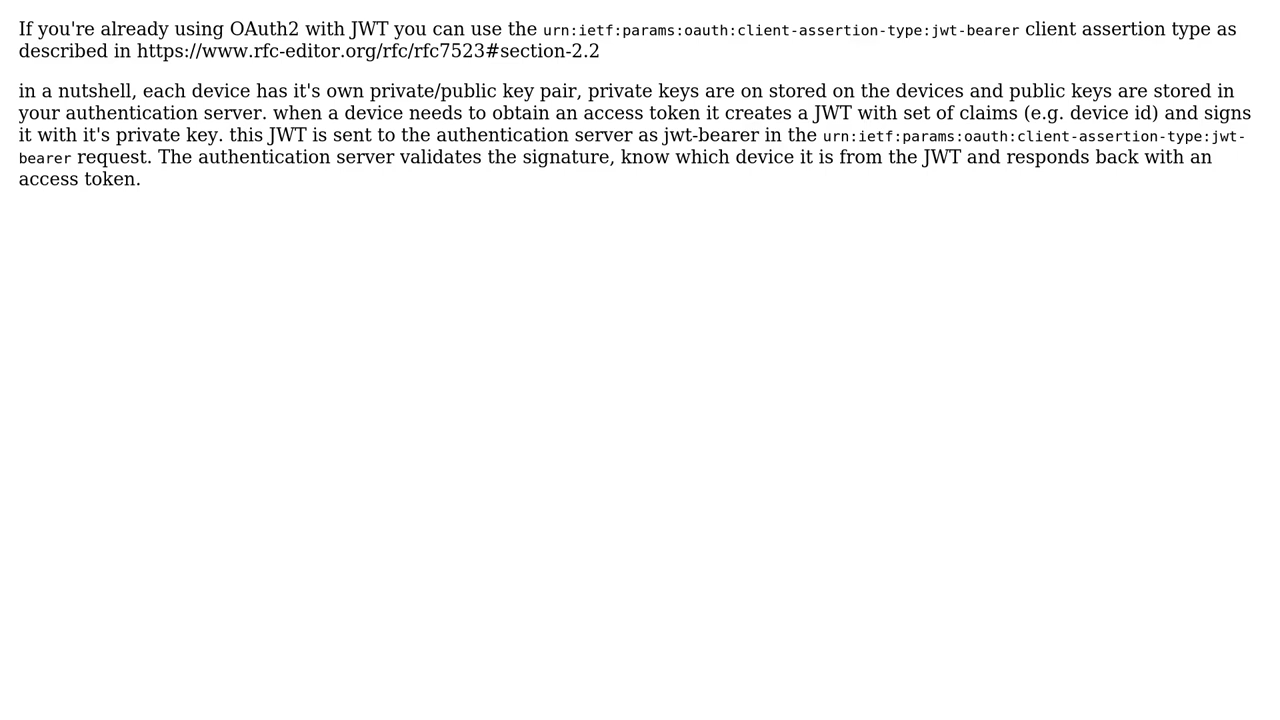 If you're already using OAuth2 with JWT you can use the urn:ietf:params:oauth:client-assertion-type:jwt-bearer client assertion type as
described in https://www.rfc-editor.org/rfc/rfc7523#section-2.2
in a nutshell, each device has it's own private/public key pair, private keys are on stored on the devices and public keys are stored in
your authentication server. when a device needs to obtain an access token it creates a JWT with set of claims (e.g. device id) and signs
it with it's private key. this JWT is sent to the authentication server as jwt-bearer in the urn:ietf:params:oauth:client-assertion-type:jwt-
bearer request. The authentication server validates the signature, know which device it is from the JWT and responds back with an
access token.